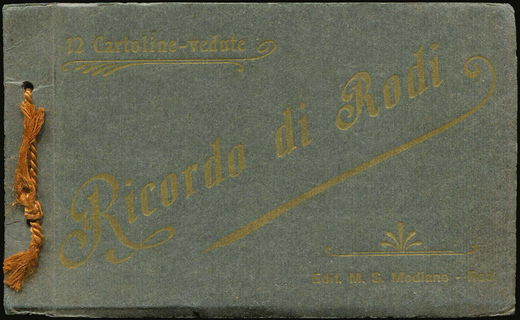 12 Cartoline-vedute
Ricordo di Rodi
Edit. M. S. Modiano - Rodi